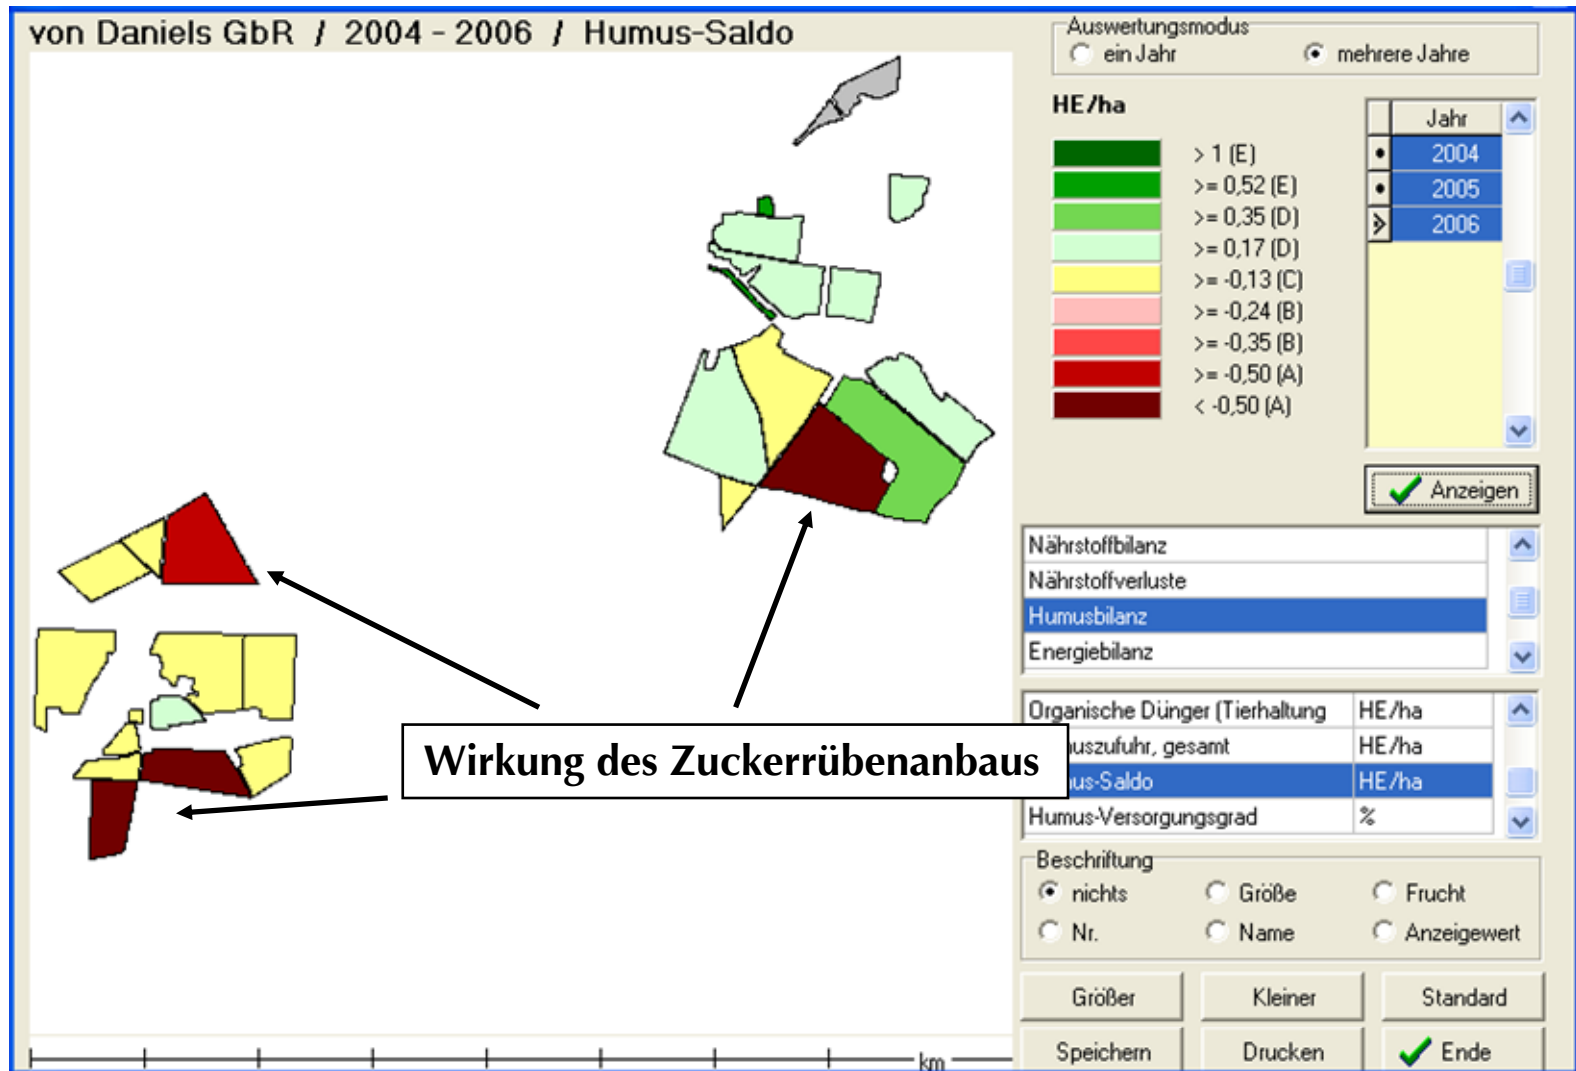 von Daniels GbR / 2004 - 2006 / Humus-Saldo
Auswertungsmodus
ein Jahr
mehrere Jahre
HE/ha
> 1 (E)
>= 0,52 (E)
>= 0,35 (D)
>= 0,17 (D)
>= -0,13 (C)
>= -0,24 (B)
>= -0,35 (B)
>= -0,50 (A)
< -0,50 (A)
Jahr
2004
2005
2006
Anzeigen
Nährstoffbilanz
Nährstoffverluste
Humusbilanz
Energiebilanz
Organische Dünger (Tierhaltung HE/ha
uszufuhr, gesamt HE/ha
us-Saldo HE/ha
Humus-Versorgungsgrad %
Wirkung des Zuckerrübenanbaus
Beschriftung
nichts Größe Frucht
Nr. Name Anzeigewert
Größer Kleiner Standard
Speichern Drucken Ende
km